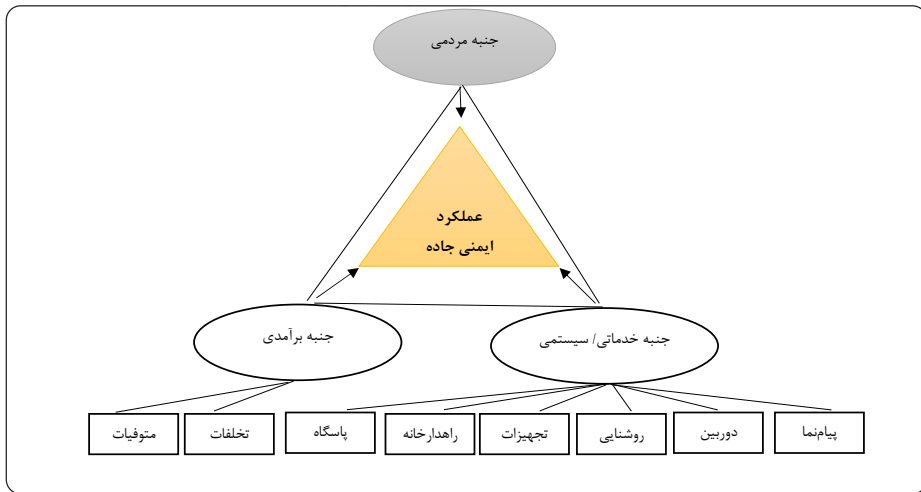 جنبه مردمی
عملکرد
ایمنی جاده
جنبه خدماتی/ سیستمی
جنبه برآمدی
پیام‌نما
دوربین
روشنایی
تجهیزات
راهدارخانه
پاسگاه
تخلفات
متوفیات